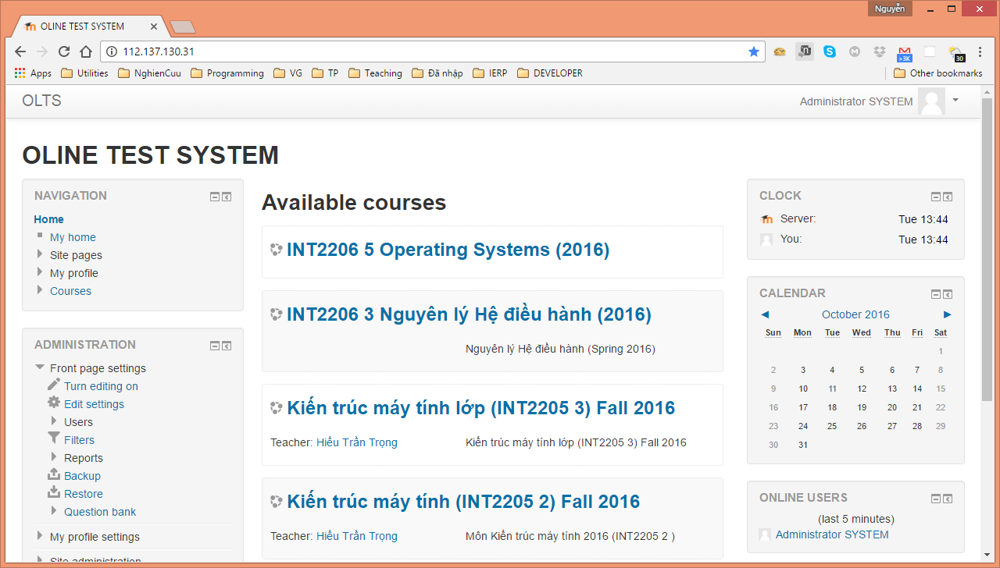 Nguyễn
OLINE TEST SYSTEM
112.137.130.31
>3K
30
Apps Utilities NghienCuu Programming VG TP Teaching Đã nhập IERP DEVELOPER Other bookmarks
OLTS Administrator SYSTEM
OLINE TEST SYSTEM
NAVIGATION
Home
My home
Site pages
My profile
Courses
ADMINISTRATION
Front page settings
Turn editing on
Edit settings
Users
Filters
Reports
Backup
Restore
Question bank
My profile settings
Site administration
Available courses
INT2206 5 Operating Systems (2016)
INT2206 3 Nguyên lý Hệ điều hành (2016)
Nguyên lý Hệ điều hành (Spring 2016)
Kiến trúc máy tính lớp (INT2205 3) Fall 2016
Teacher: Hiếu Trần Trọng Kiến trúc máy tính lớp (INT2205 3) Fall 2016
Kiến trúc máy tính (INT2205 2) Fall 2016
Teacher: Hiếu Trần Trọng Môn Kiến trúc máy tính 2016 (INT2205 2 )
CLOCK
Server: Tue 13:44
You: Tue 13:44
CALENDAR
◀ October 2016 ▶
Sun Mon Tue Wed Thu Fri Sat
1
2 3 4 5 6 7 8
9 10 11 12 13 14 15
16 17 18 19 20 21 22
23 24 25 26 27 28 29
30 31
ONLINE USERS
(last 5 minutes)
Administrator SYSTEM